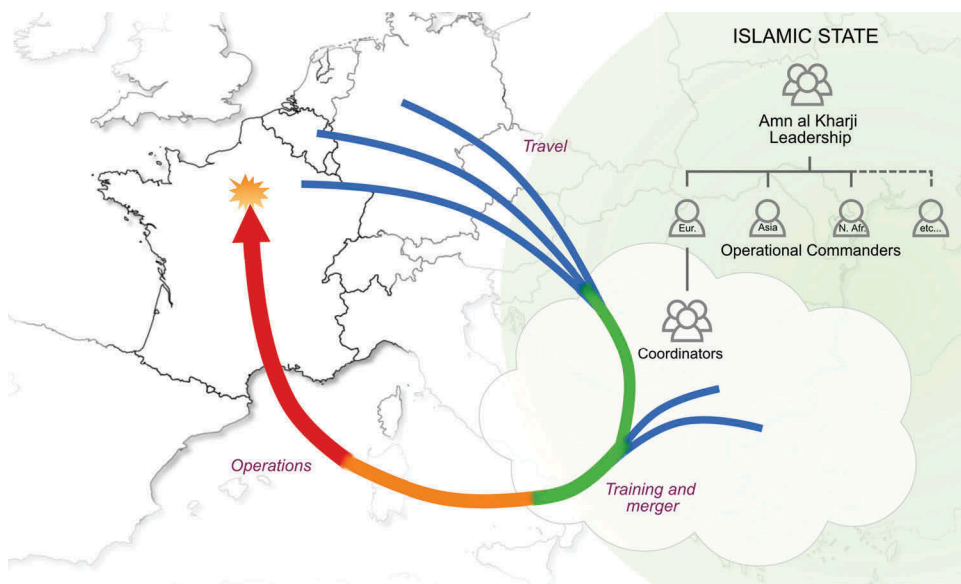 ISLAMIC STATE
Amn al Kharji
Leadership
Travel
Eur.
Asia
N. Afr.
etc...
Operational Commanders
Coordinators
Operations
Training and
merger